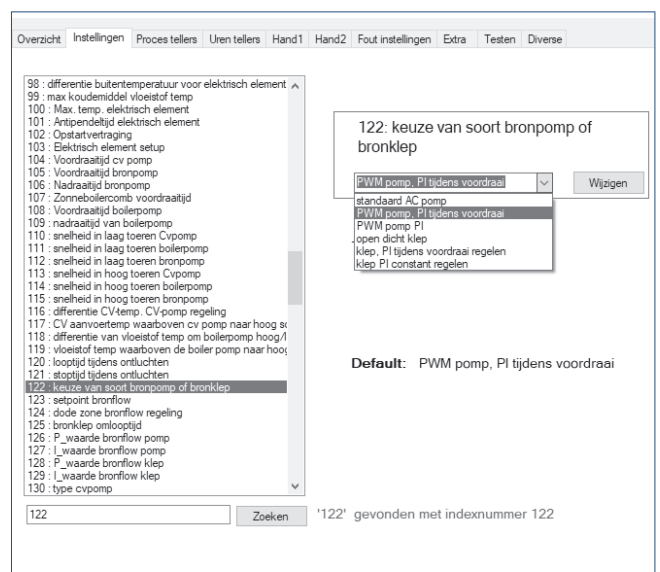 Overzicht Instellingen Proces tellers Uren tellers Hand1 Hand2 Fout instellingen Extra Testen Diverse
98 : differentie buitentemperatuur voor elektrisch element
99 : max koudemiddel vloeistof temp
100 : Max. temp. elektrisch element
101 : Antipendeltijd elektrisch element
102 : Opstartvertraging
103 : Elektrisch element setup
104 : Voordraaitijd cv pomp
105 : Voordraaitijd bronpomp
106 : Nadraaitijd bronpomp
107 : Zonneboilercomb voordraaitijd
108 : Voordraaitijd boilerpomp
109 : nadraaitijd van boilerpomp
110 : snelheid in laag toeren CVpomp
111 : snelheid in laag toeren boilerpomp
112 : snelheid in laag toeren bronpomp
113 : snelheid in hoog toeren CVpomp
114 : snelheid in hoog toeren boilerpomp
115 : snelheid in hoog toeren bronpomp
116 : differentie CV-temp. CV-pomp regeling
117 : CV aanvoertemp waarboven cv pomp naar hoog sc
118 : differentie van vloeistof temp om boilerpomp hoog/l
119 : vloeistof temp waarboven de boiler pomp naar hoog
120 : looptijd tijdens ontluchten
121 : stoptijd tijdens ontluchten
122 : keuze van soort bronpomp of bronklep
123 : setpoint bronflow
124 : dode zone bronflow regeling
125 : bronklep omlooptijd
126 : P_waarde bronflow pomp
127 : I_waarde bronflow pomp
128 : P_waarde bronflow klep
129 : I_waarde bronflow klep
130 : type cvpomp
122: keuze van soort bronpomp of
bronklep
PWM pomp, PI tijdens voordraai
Wijzigen
standaard AC pomp
PWM pomp, PI tijdens voordraai
PWM pomp PI
open dicht klep
klep, PI tijdens voordraai regelen
klep PI constant regelen
Default: PWM pomp, PI tijdens voordraai
122
Zoeken
'122' gevonden met indexnummer 122